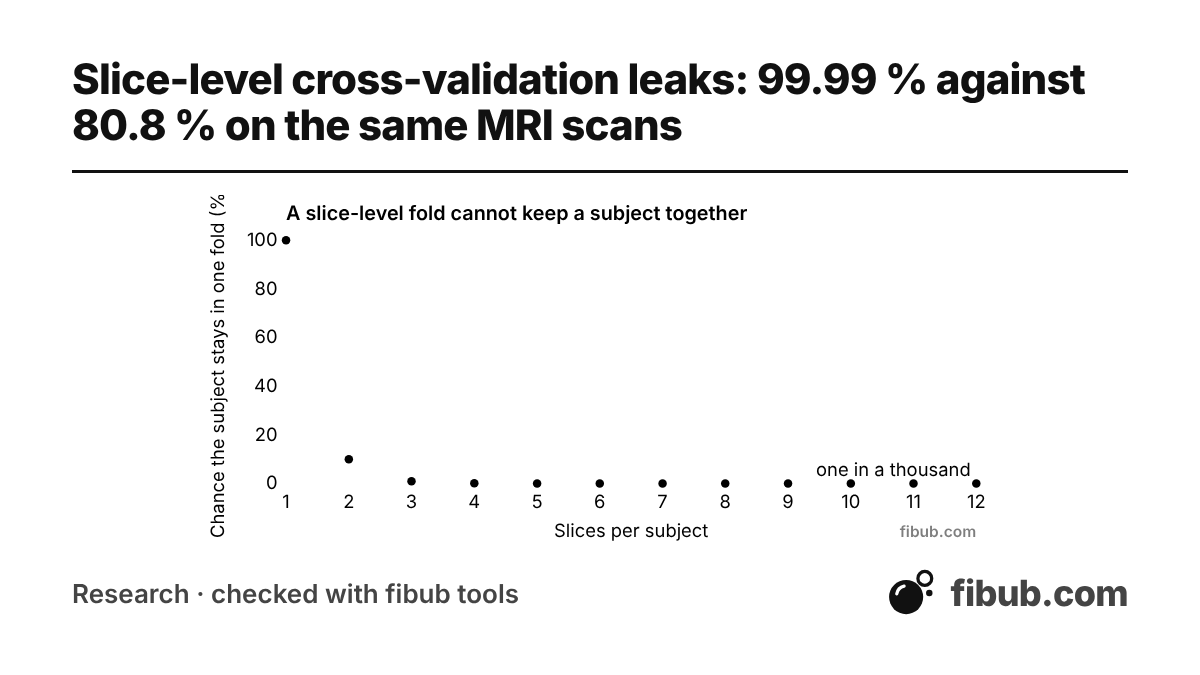 Slice-level cross-validation leaks: 99.99 % against
80.8 % on the same MRI scans
A slice-level fold cannot keep a subject together
Chance the subject stays in one fold (%
100
80
60
40
20
0
one in a thousand
1 2 3 4 5 6 7 8 9 10 11 12
Slices per subject
fibub.com
Research · checked with fibub tools
fibub.com